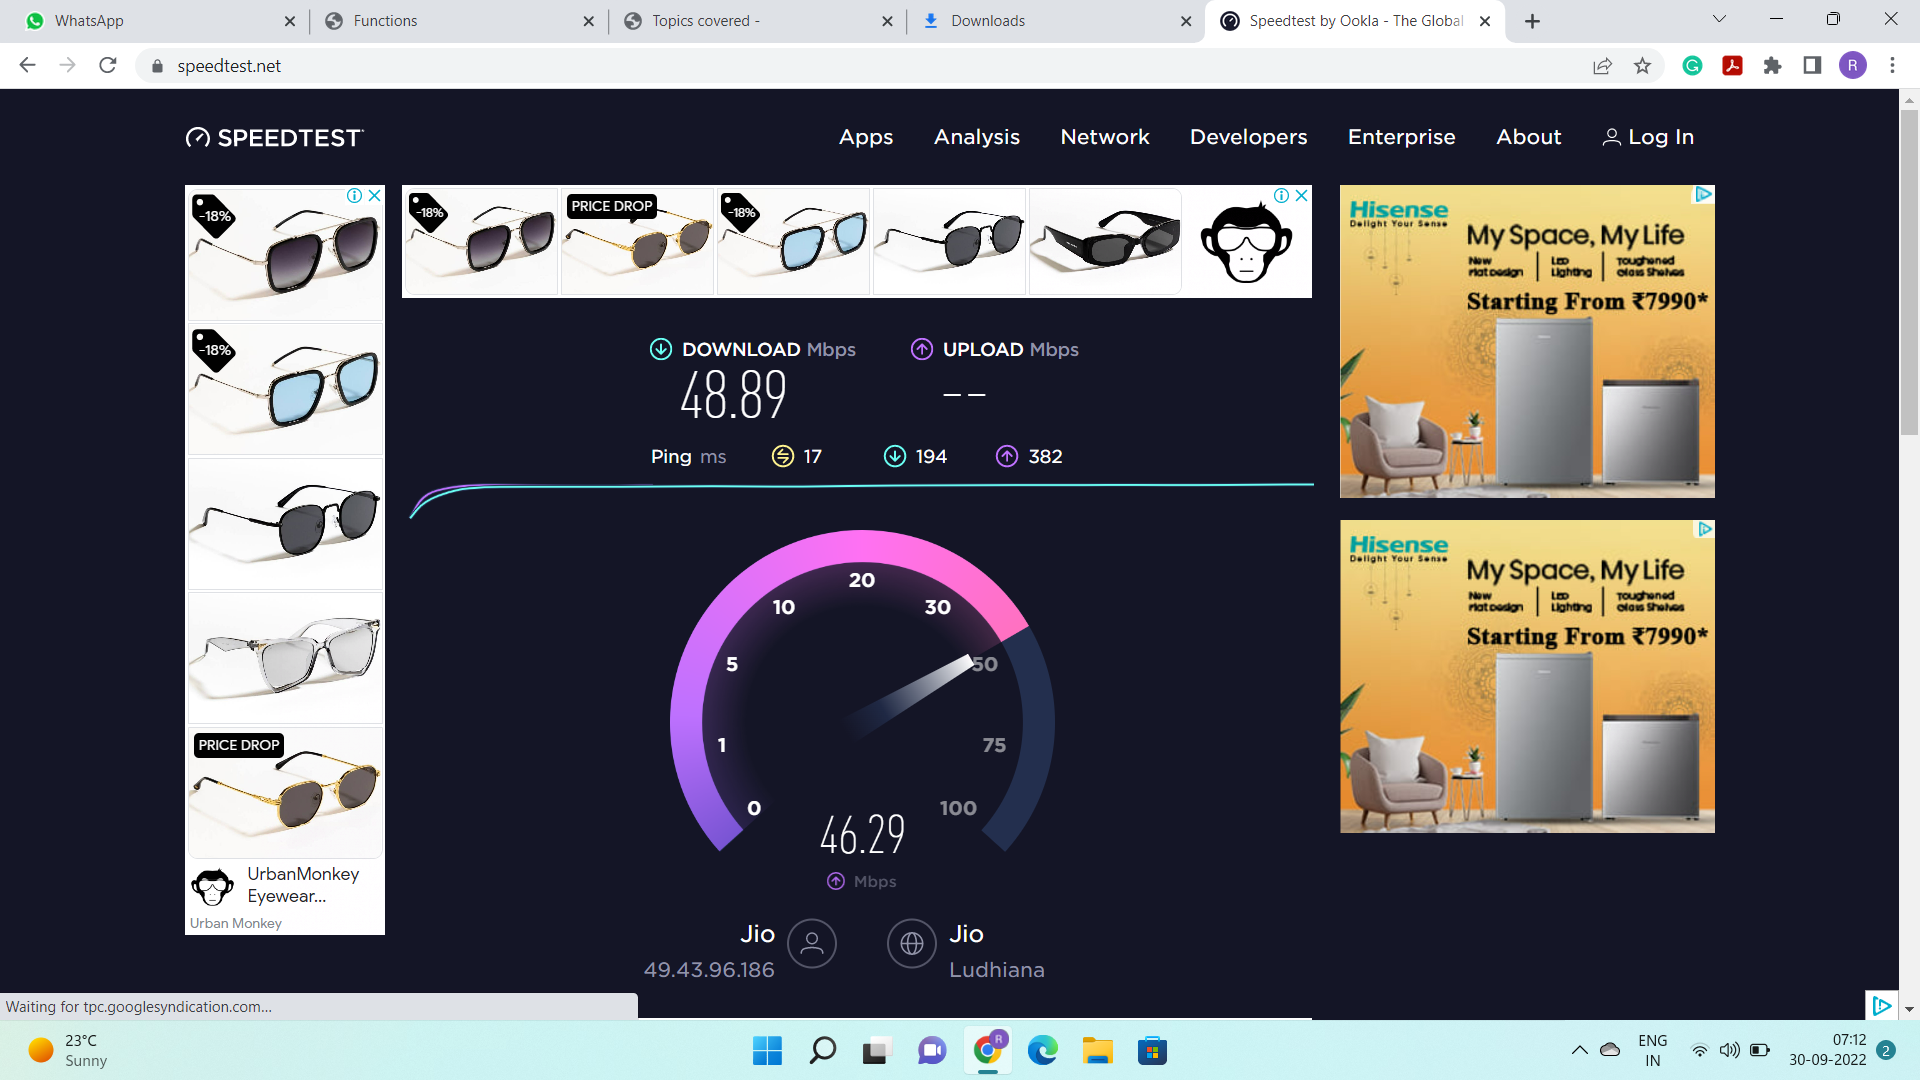 WhatsApp
Functions
Topics covered -
Downloads
Speedtest by Ookla - The Global
speedtest.net
R
SPEEDTEST
Apps
Analysis
Network
Developers
Enterprise
About
Log In
-18%
-18%
PRICE DROP
UrbanMonkey
Eyewear...
Urban Monkey
-18%
PRICE DROP
-18%
DOWNLOAD Mbps
48.89
UPLOAD Mbps
– –
Ping ms 17 194 382
0
1
5
10
20
30
50
75
100
46.29
Mbps
Jio
49.43.96.186
Jio
Ludhiana
Hisense
Delight Your Sense
My Space, My Life
New
Flat Design
LED
Lighting
Toughened
Glass Shelves
Starting From ₹7990*
Hisense
Delight Your Sense
My Space, My Life
New
Flat Design
LED
Lighting
Toughened
Glass Shelves
Starting From ₹7990*
Waiting for tpc.googlesyndication.com...
23°C
Sunny
R
ENG
IN
07:12
30-09-2022
2